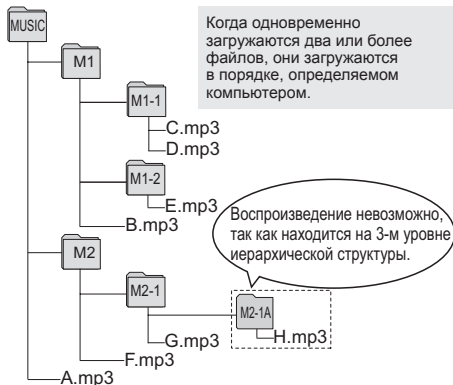 MUSIC
Когда одновременно
загружаются два или более
файлов, они загружаются
в порядке, определяемом
компьютером.
M1
M1-1
C.mp3
D.mp3
M1-2
E.mp3
B.mp3
Воспроизведение невозможно,
так как находится на 3-м уровне
иерархической структуры.
M2
M2-1
M2-1A
H.mp3
G.mp3
F.mp3
A.mp3